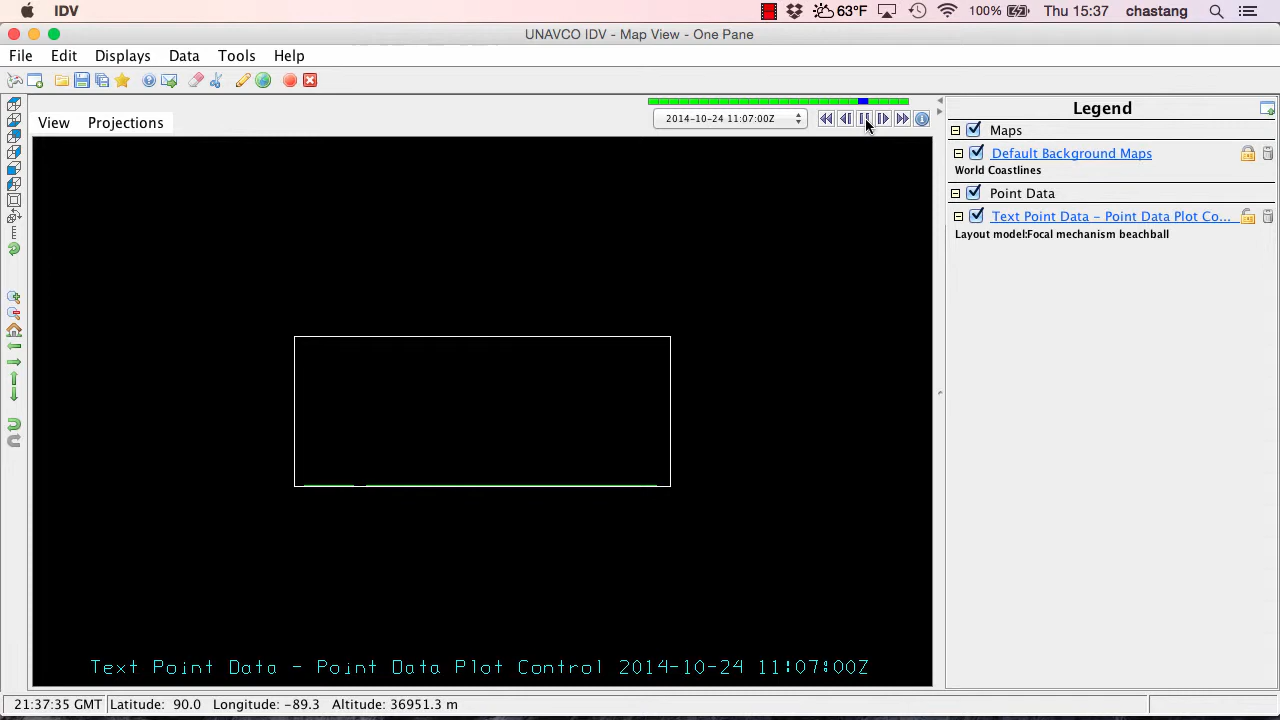 IDV 63°F 100% Thu 15:37 chastang
UNAVCO IDV - Map View - One Pane
File Edit Displays Data Tools Help
View Projections
2014-10-24 11:07:00Z
Legend
Maps
Default Background Maps
World Coastlines
Point Data
Text Point Data - Point Data Plot Co...
Layout model:Focal mechanism beachball
Text Point Data - Point Data Plot Control 2014-10-24 11:07:00Z
21:37:35 GMT Latitude: 90.0 Longitude: -89.3 Altitude: 36951.3 m